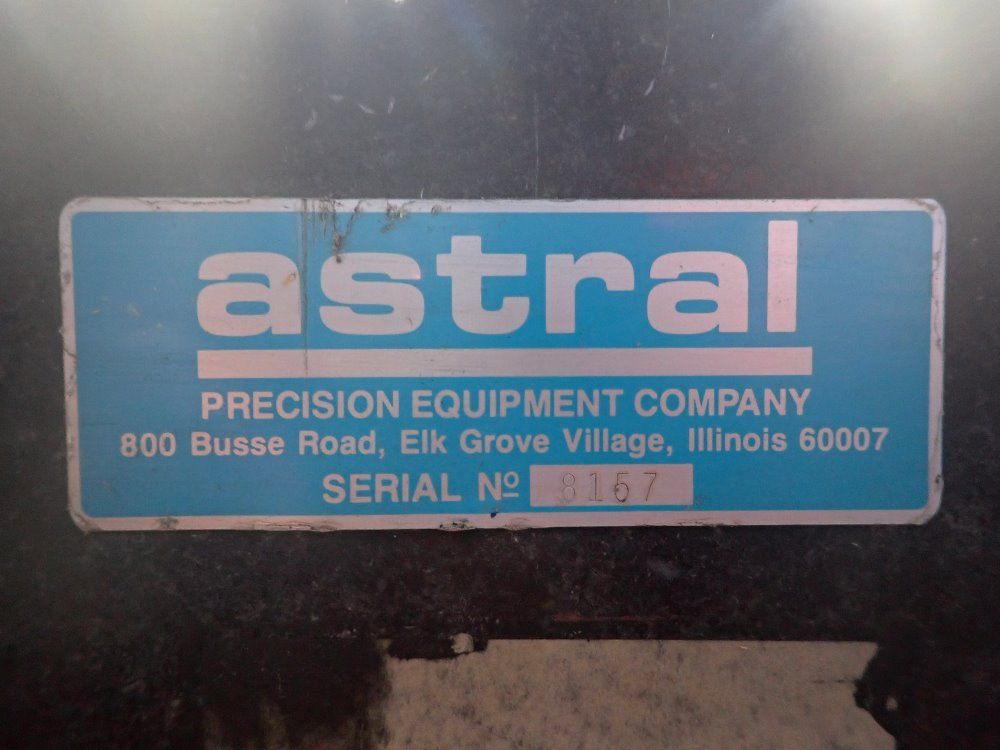 astral
PRECISION EQUIPMENT COMPANY
800 Busse Road, Elk Grove Village, Illinois 60007
SERIAL Nº 8157